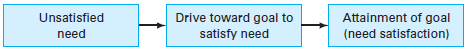 Unsatisfied
need
Drive toward goal to
satisfy need
Attainment of goal
(need satisfaction)